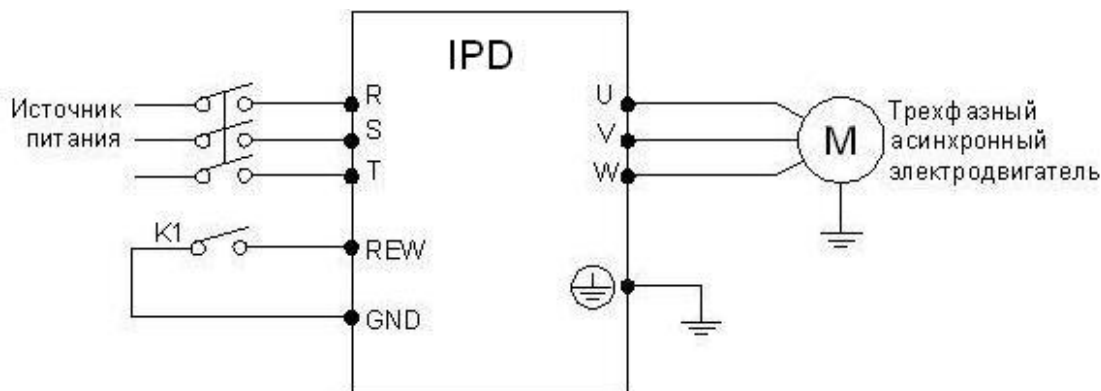 IPD
Источник
питания
R
S
T
U
V
W
M
Трехфазный
асинхронный
электродвигатель
K1
REW
GND